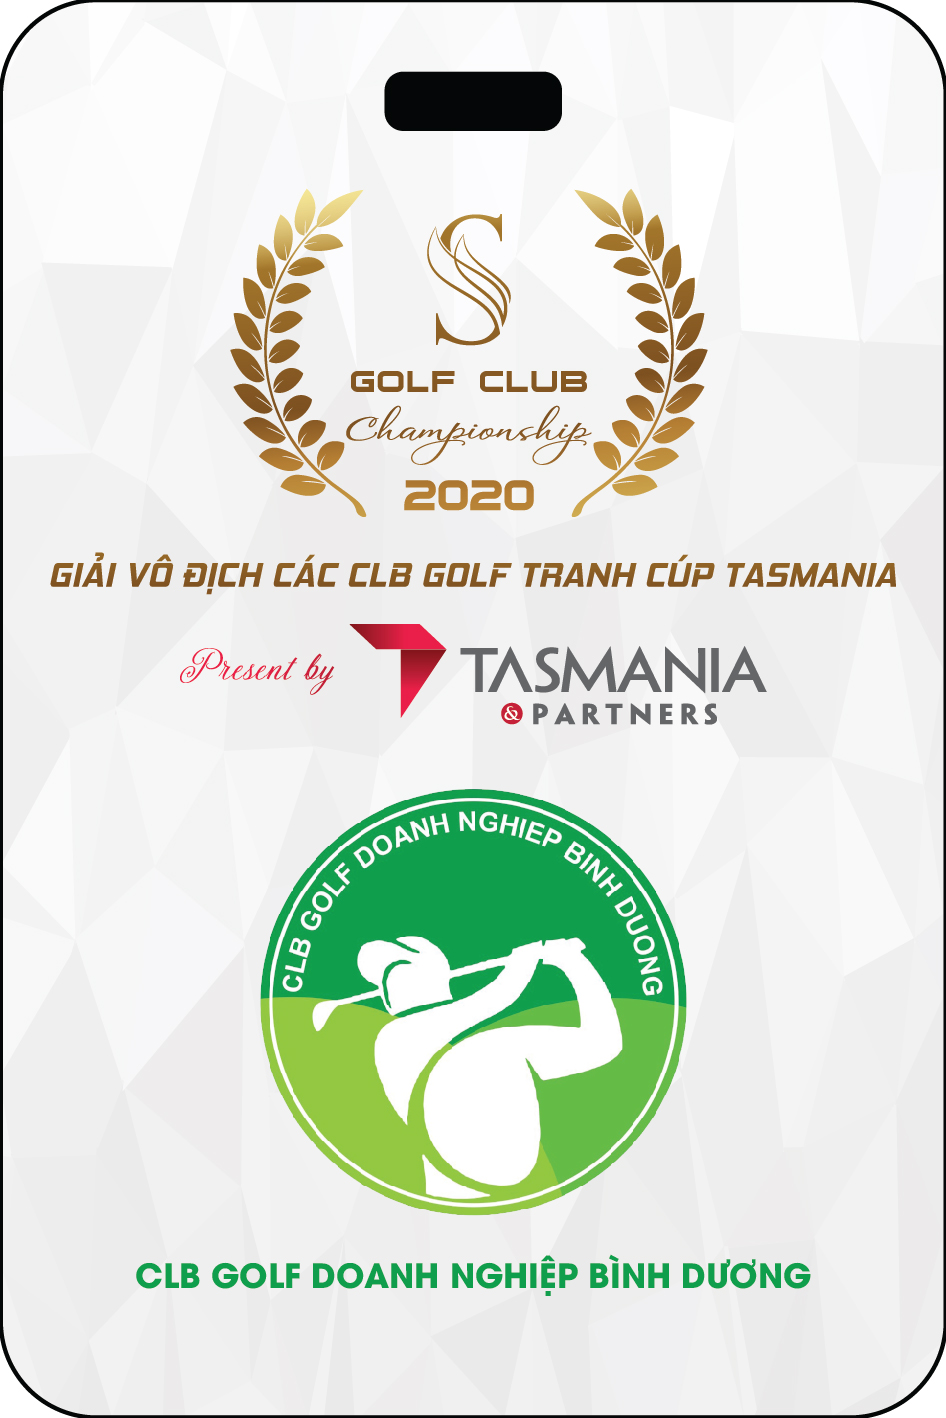 S
GOLF CLUB
Championship
2020
GIẢI VÔ ĐỊCH CÁC CLB GOLF TRANH CÚP TASMANIA
Present by
TASMANIA
& PARTNERS
CLB GOLF DOANH NGHIEP BINH DUONG
CLB GOLF DOANH NGHIỆP BÌNH DƯƠNG